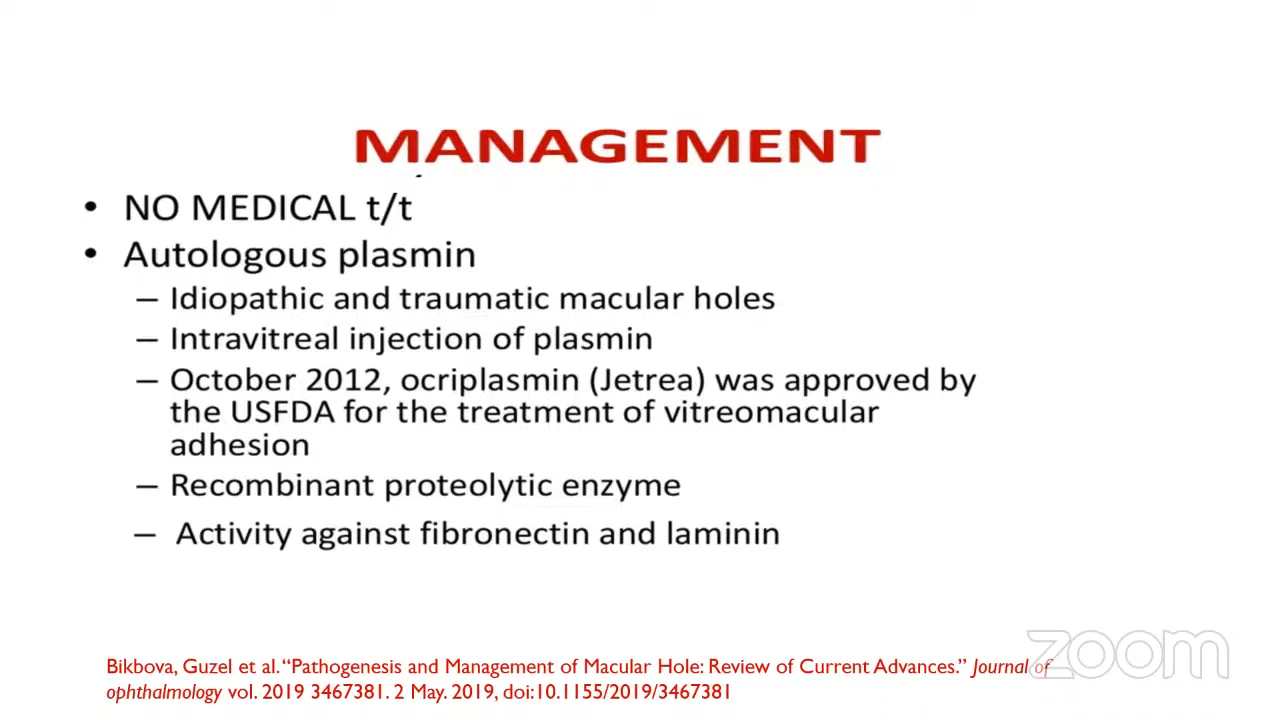 MANAGEMENT
• NO MEDICAL t/t
• Autologous plasmin
– Idiopathic and traumatic macular holes
– Intravitreal injection of plasmin
– October 2012, ocriplasmin (Jetrea) was approved by
the USFDA for the treatment of vitreomacular
adhesion
– Recombinant proteolytic enzyme
– Activity against fibronectin and laminin
zoom
Bikbova, Guzel et al. “Pathogenesis and Management of Macular Hole: Review of Current Advances.” Journal of
ophthalmology vol. 2019 3467381. 2 May. 2019, doi:10.1155/2019/3467381